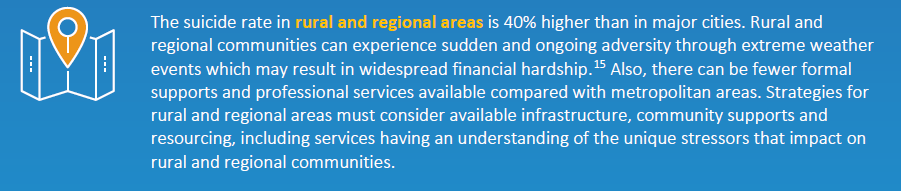 The suicide rate in rural and regional areas is 40% higher than in major cities. Rural and
regional communities can experience sudden and ongoing adversity through extreme weather
events which may result in widespread financial hardship.15 Also, there can be fewer formal
supports and professional services available compared with metropolitan areas. Strategies for
rural and regional areas must consider available infrastructure, community supports and
resourcing, including services having an understanding of the unique stressors that impact on
rural and regional communities.